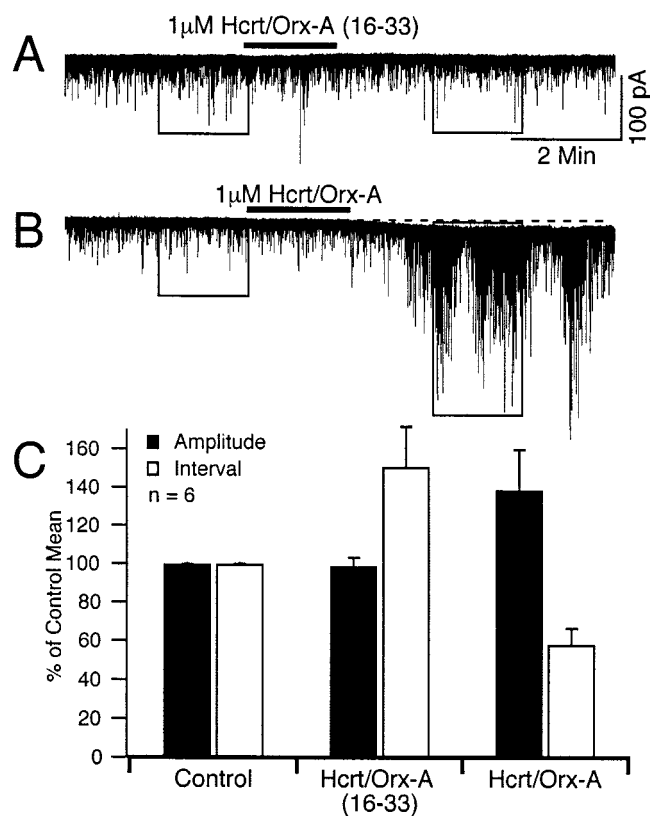 A
1μM Hcrt/Orx-A (16-33)
100 pA
2 Min
B
1μM Hcrt/Orx-A
C
Amplitude
Interval
n = 6
% of Control Mean
160
140
120
100
80
60
40
20
0
Control
Hcrt/Orx-A
(16-33)
Hcrt/Orx-A